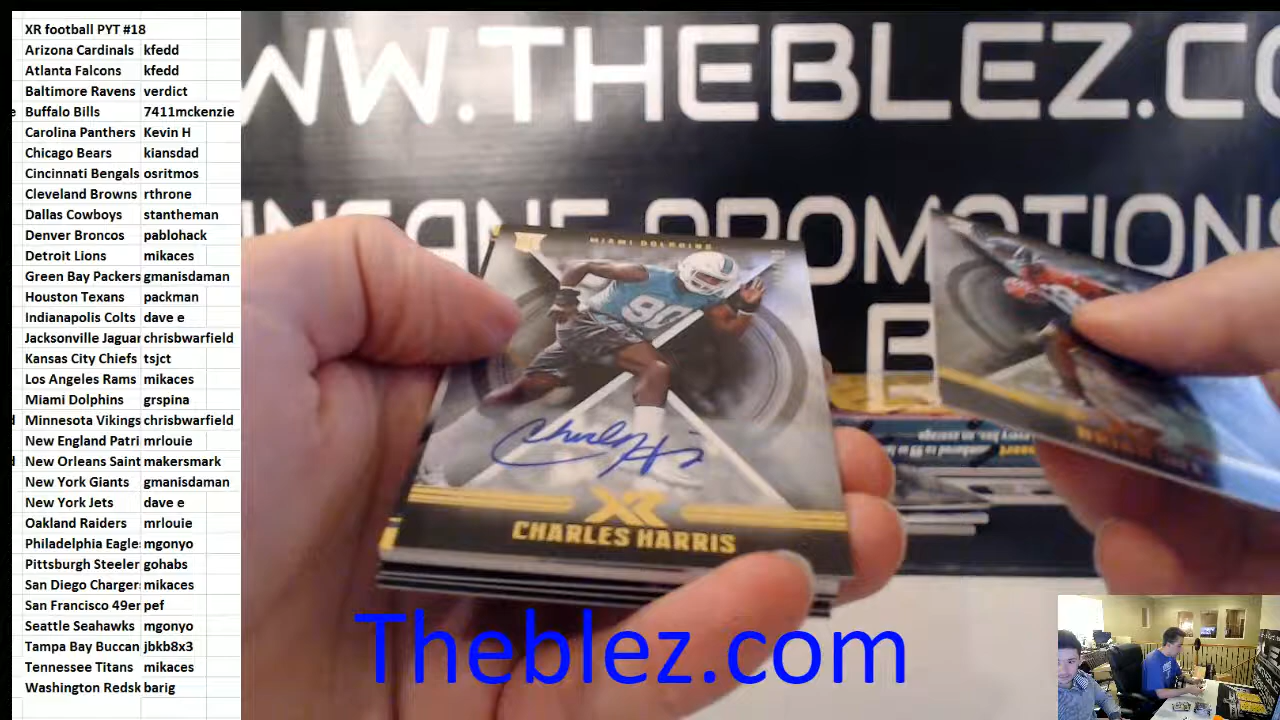 XR football PYT #18
Arizona Cardinals kfedd
Atlanta Falcons kfedd
Baltimore Ravens verdict
Buffalo Bills 7411mckenzie
Carolina Panthers Kevin H
Chicago Bears kiansdad
Cincinnati Bengals osritmos
Cleveland Browns rthrone
Dallas Cowboys stantheman
Denver Broncos pablohack
Detroit Lions mikaces
Green Bay Packers gmanisdaman
Houston Texans packman
Indianapolis Colts dave e
Jacksonville Jaguar chrisbwarfield
Kansas City Chiefs tsjct
Los Angeles Rams mikaces
Miami Dolphins grspina
Minnesota Vikings chrisbwarfield
New England Patri mrlouie
New Orleans Saint makersmark
New York Giants gmanisdaman
New York Jets dave e
Oakland Raiders mrlouie
Philadelphia Eagle mgonyo
Pittsburgh Steeler gohabs
San Diego Charger mikaces
San Francisco 49er pef
Seattle Seahawks mgonyo
Tampa Bay Buccan jbkb8x3
Tennessee Titans mikaces
Washington Redsk barig
WW.THEBLEZ.C
INSANE PROMOTIONS
MIAMI DOLPHINS
90
XR
CHARLES HARRIS
Theblez.com